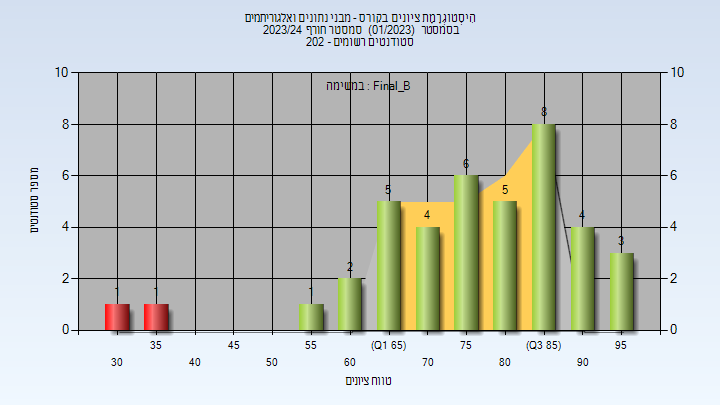 היסטוגרמת ציונים בקורס - מבני נתונים ואלגוריתמים
בסמסטר (01/2023) סמסטר חורף 2023/24
סטודנטים רשומים - 202
במשימה : Final_B
10 10
8 8
6 6
4 4
2 2
0 0
מספר סטודנטים
1 1 1 2 5 4 6 5 8 4 3
35 45 55 (Q1 65) 75 (Q3 85) 95
30 40 50 60 70 80 90
טווח ציונים